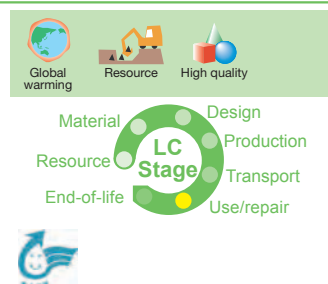 Global warming
Resource
High quality
Design
Material
Production
LC Stage
Resource
Transport
End-of-life
Use/repair